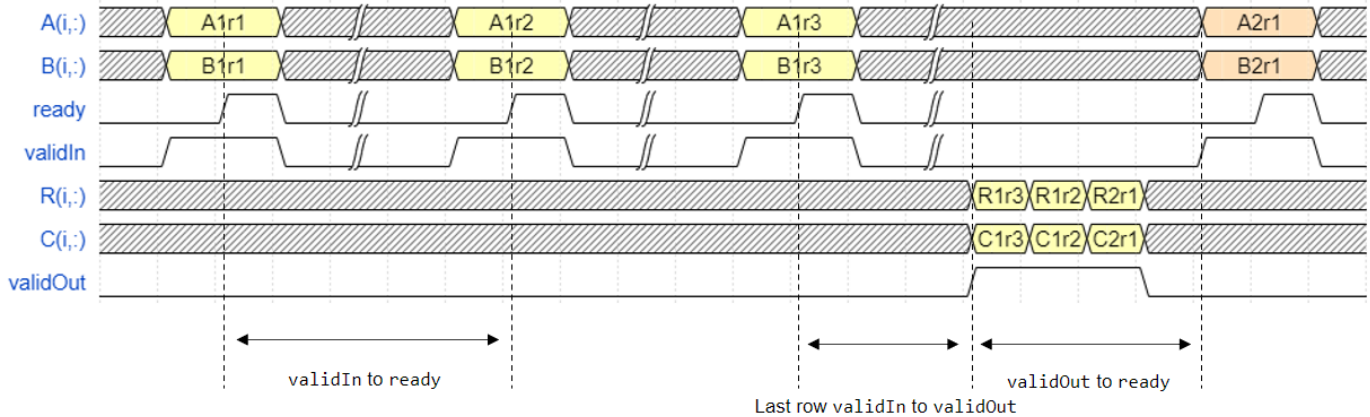 A(i,:) A1r1 A1r2 A1r3 A2r1
B(i,:) B1r1 B1r2 B1r3 B2r1
ready
validIn
R(i,:) R1r3 R1r2 R2r1
C(i,:) C1r3 C1r2 C2r1
validOut
validIn to ready
validOut to ready
Last row validIn to validOut